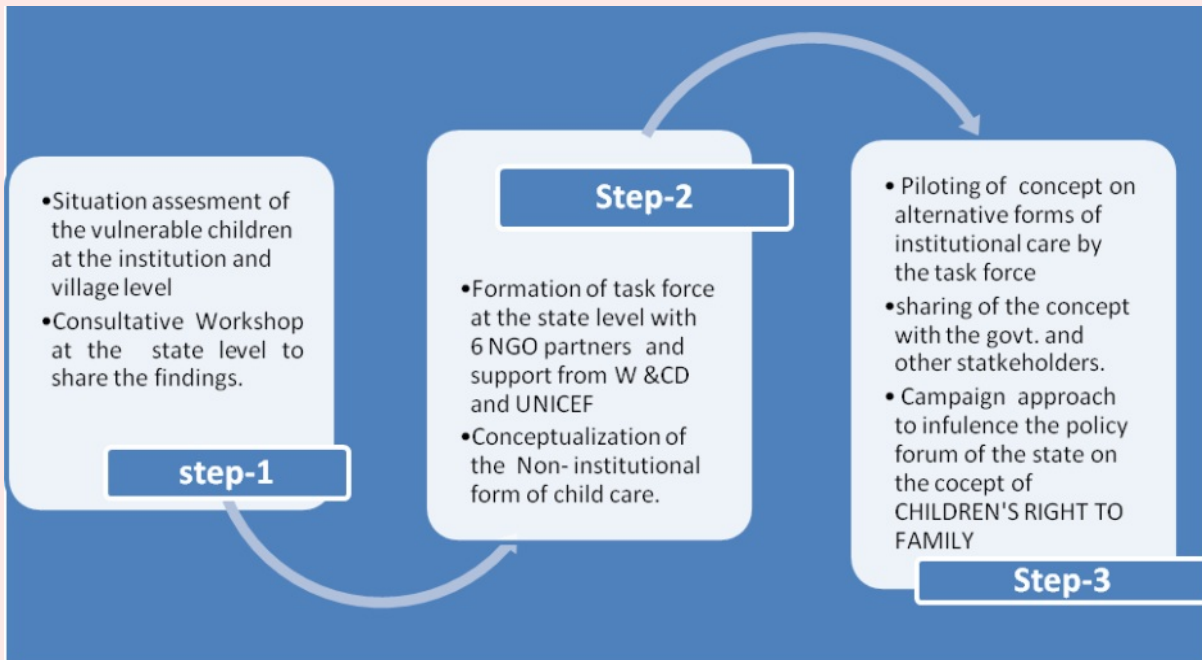 •Situation assesment of
the vulnerable children
at the institution and
village level
•Consultative Workshop
at the state level to
share the findings.
step-1
Step-2
•Formation of task force
at the state level with
6 NGO partners and
support from W &CD
and UNICEF
•Conceptualization of
the Non- institutional
form of child care.
• Piloting of concept on
alternative forms of
institutional care by
the task force
•sharing of the concept
with the govt. and
other statkeholders.
• Campaign approach
to infulence the policy
forum of the state on
the cocept of
CHILDREN'S RIGHT TO
FAMILY
Step-3